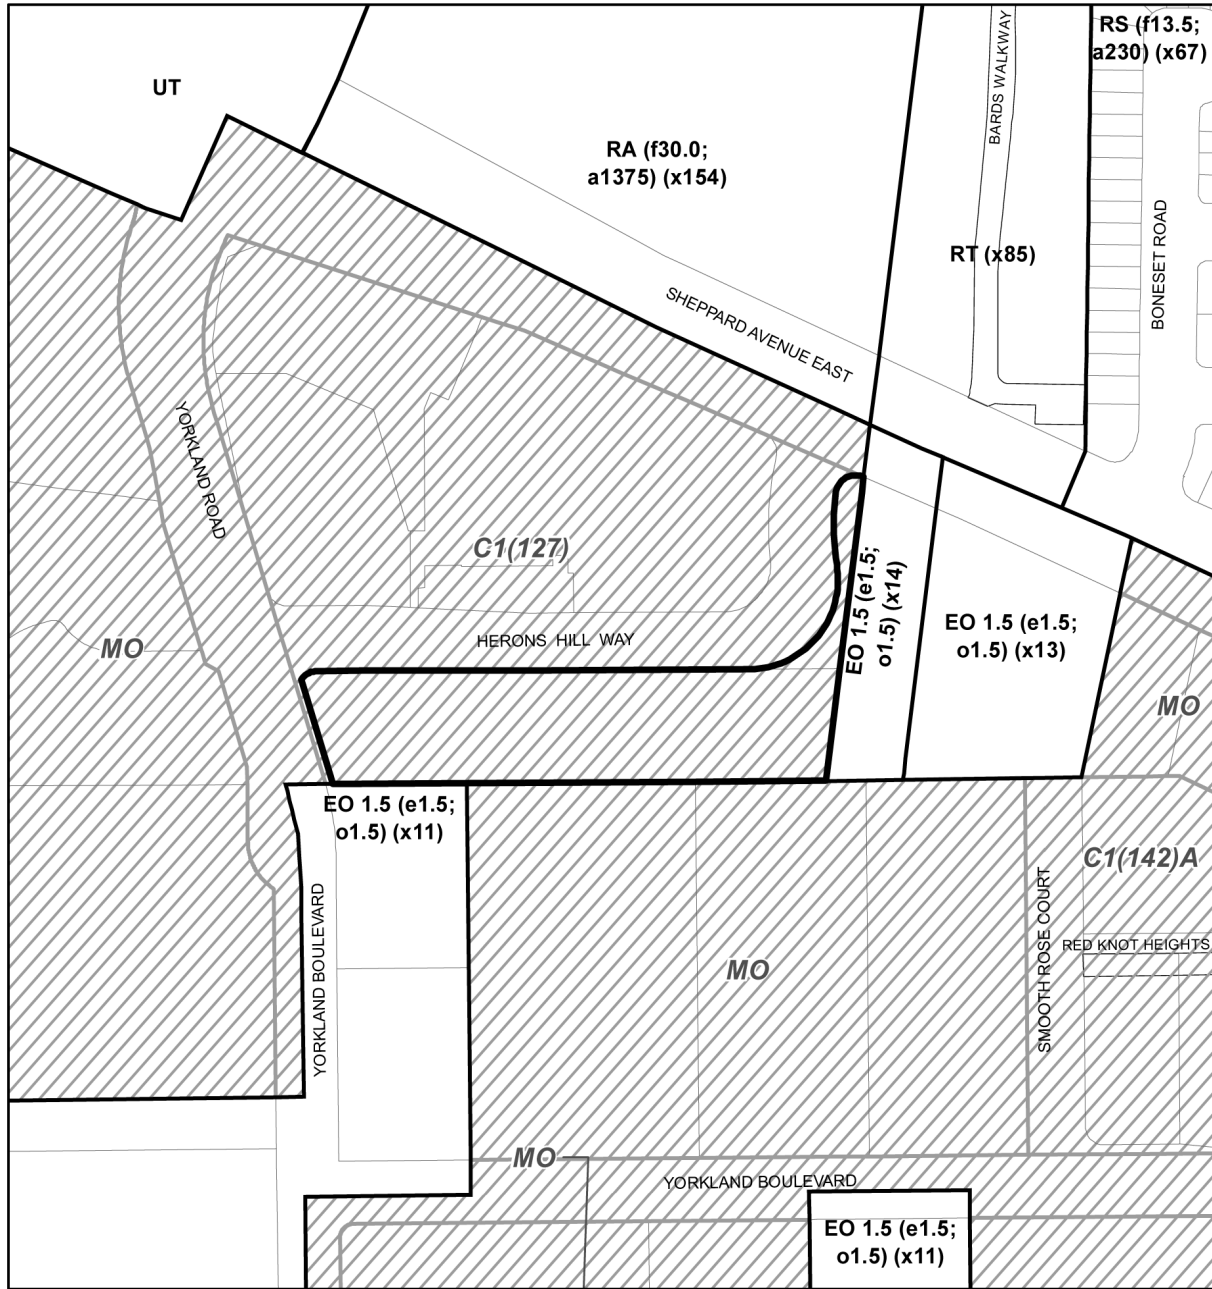 RS (f13.5;
a230) (x67)
UT
BARDS WALKWAY
RA (f30.0;
a1375) (x154)
BONESET ROAD
RT (x85)
SHEPPARD AVENUE EAST
YORKLAND ROAD
C1(127)
EO 1.5 (e1.5;
o1.5) (x14)
EO 1.5 (e1.5;
o1.5) (x13)
HERONS HILL WAY
MO
MO
EO 1.5 (e1.5;
o1.5) (x11)
C1(142)A
YORKLAND BOULEVARD
SMOOTH ROSE COURT
RED KNOT HEIGHTS
MO
MO
YORKLAND BOULEVARD
EO 1.5 (e1.5;
o1.5) (x11)